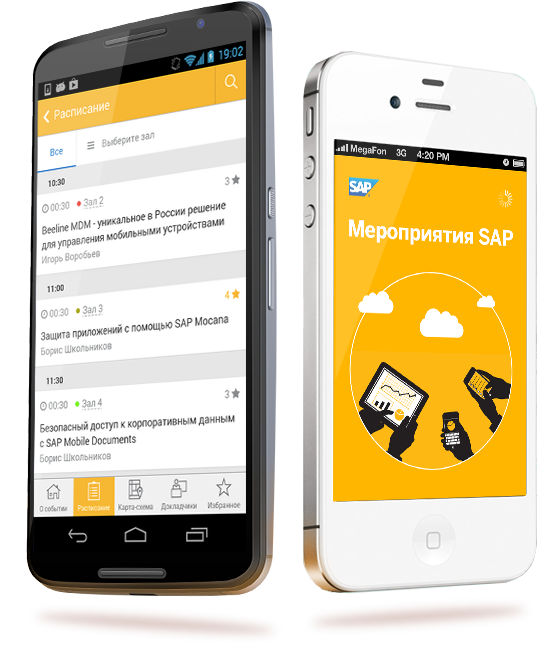 19:02
Расписание
Все
Выберите зал
10:30
00:30 Зал 2 3
Beeline MDM - уникальное в России решение
для управления мобильными устройствами
Игорь Воробьев
11:00
00:30 Зал 3 4
Защита приложений с помощью SAP Mocana
Борис Школьников
11:30
00:30 Зал 4 3
Безопасный доступ к корпоративным данным
с SAP Mobile Documents
Борис Школьников
О событии Расписание Карта-схема Докладчики Избранное
MegaFon 3G 4:20 PM
SAP
Мероприятия SAP